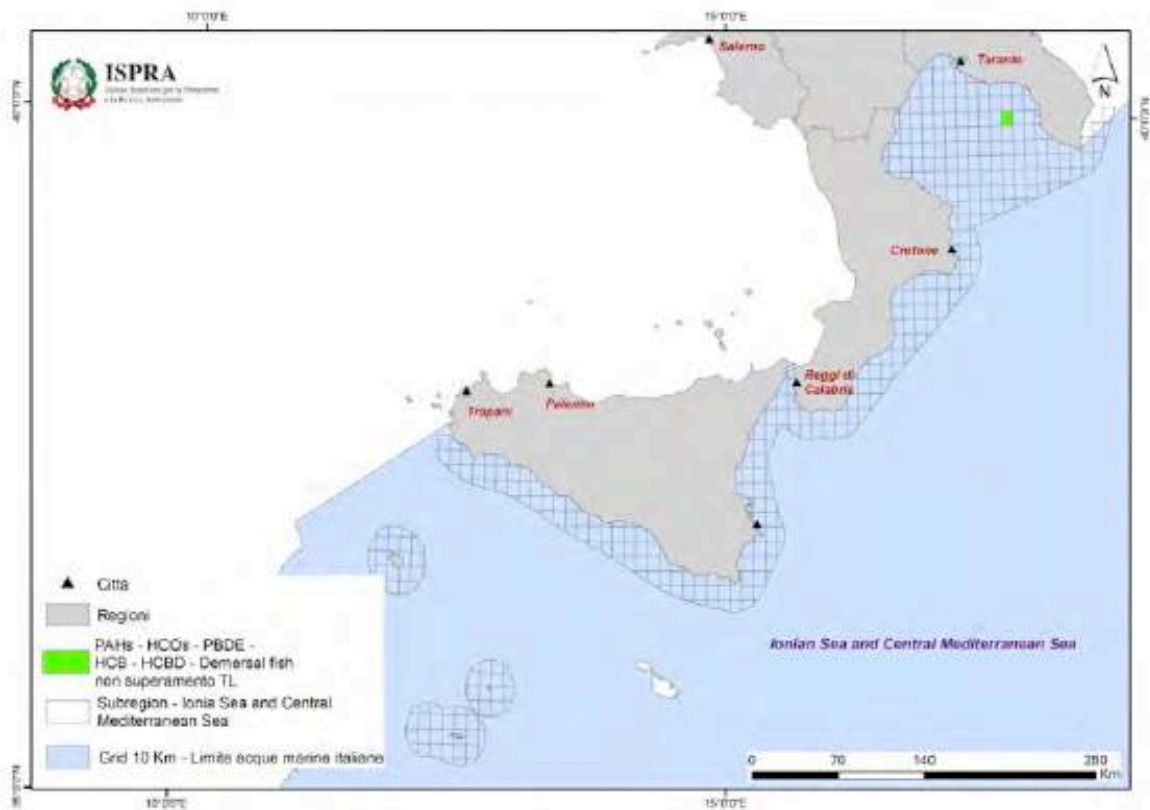 10°0'0"E
15°0'0"E
ISPRA
Salerno
Taranto
N
Crotone
Reggi di
Calabria
Trapani
Palermo
Città
Regioni
PAHs - HCOs - PBDE -
HCB - HCBD - Demersal fish
non superamento TL
Subregion - Ionia Sea and Central
Mediterranean Sea
Grid 10 Km - Limite acque marine italiane
Ionian Sea and Central Mediterranean Sea
0 70 140 280
Km
10°0'0"E
15°0'0"E